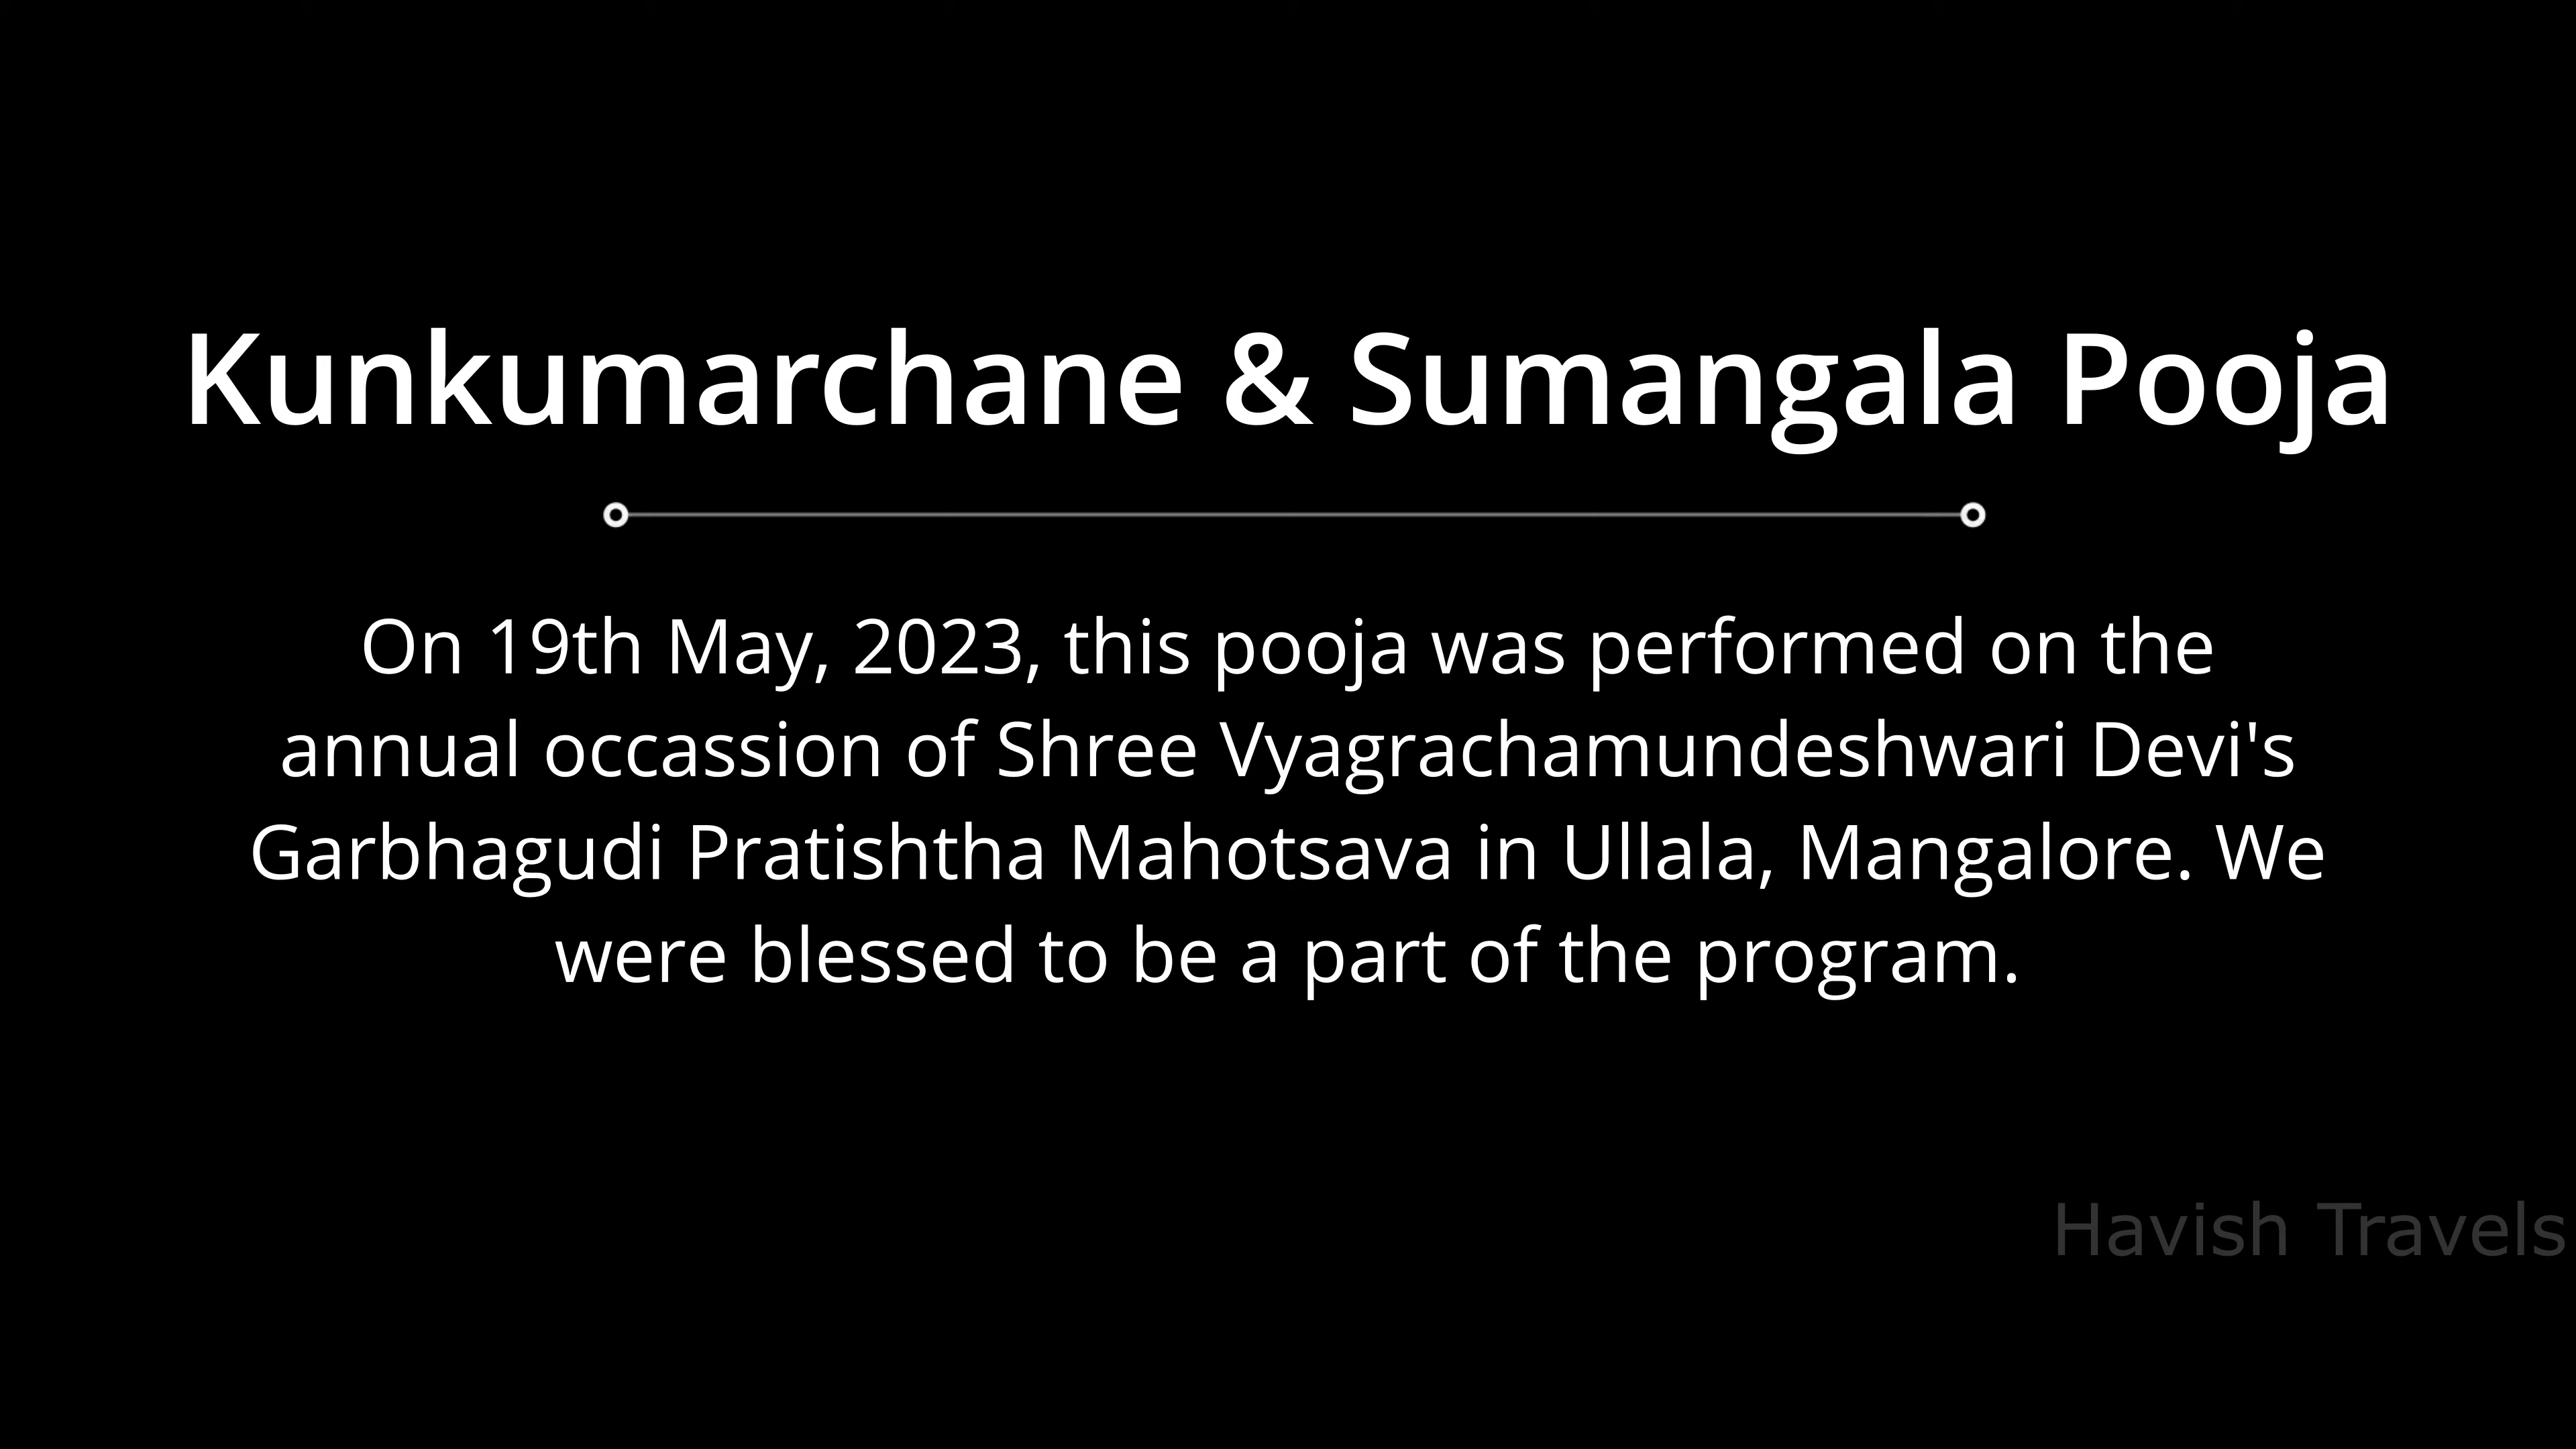 Kunkumarchane & Sumangala Pooja
On 19th May, 2023, this pooja was performed on the
annual occassion of Shree Vyagrachamundeshwari Devi's
Garbhagudi Pratishtha Mahotsava in Ullala, Mangalore. We
were blessed to be a part of the program.
Havish Travels